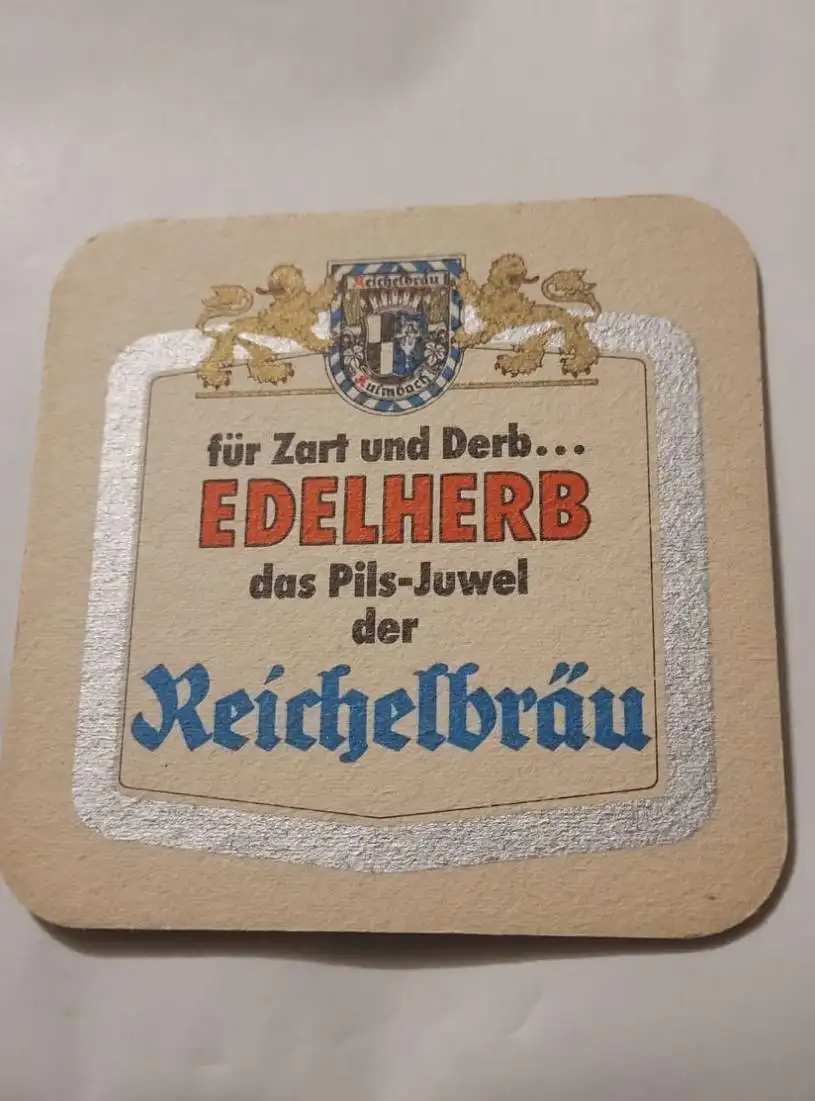 Reichelbräu
Kulmbach
für Zart und Derb...
EDELHERB
das Pils-Juwel
der
Reichelbräu